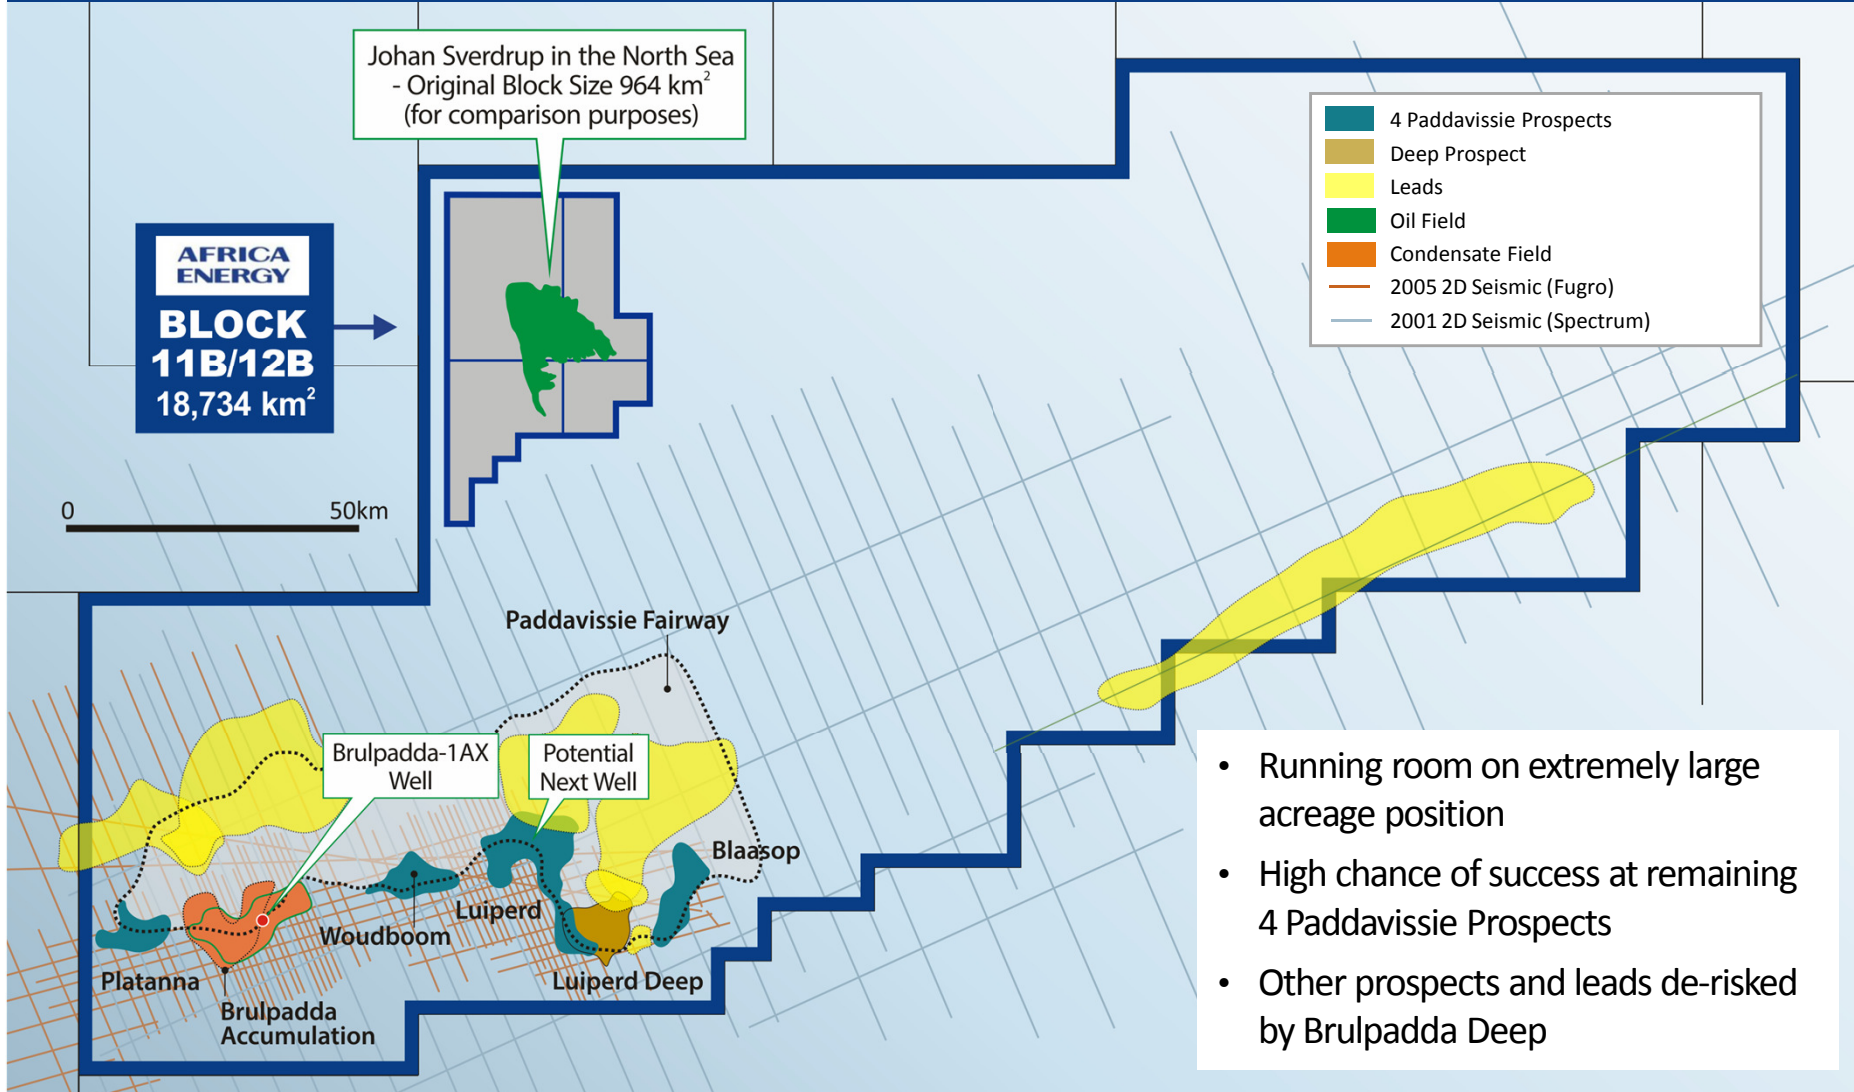 Johan Sverdrup in the North Sea
- Original Block Size 964 km²
(for comparison purposes)
4 Paddavissie Prospects
Deep Prospect
Leads
Oil Field
Condensate Field
2005 2D Seismic (Fugro)
2001 2D Seismic (Spectrum)
AFRICA
ENERGY
BLOCK
11B/12B
18,734 km²
0 50km
Paddavissie Fairway
Brulpadda-1AX
Well
Potential
Next Well
Blaasop
Luiperd
Woudboom
Platanna
Luiperd Deep
Brulpadda
Accumulation
• Running room on extremely large
acreage position
• High chance of success at remaining
4 Paddavissie Prospects
• Other prospects and leads de-risked
by Brulpadda Deep